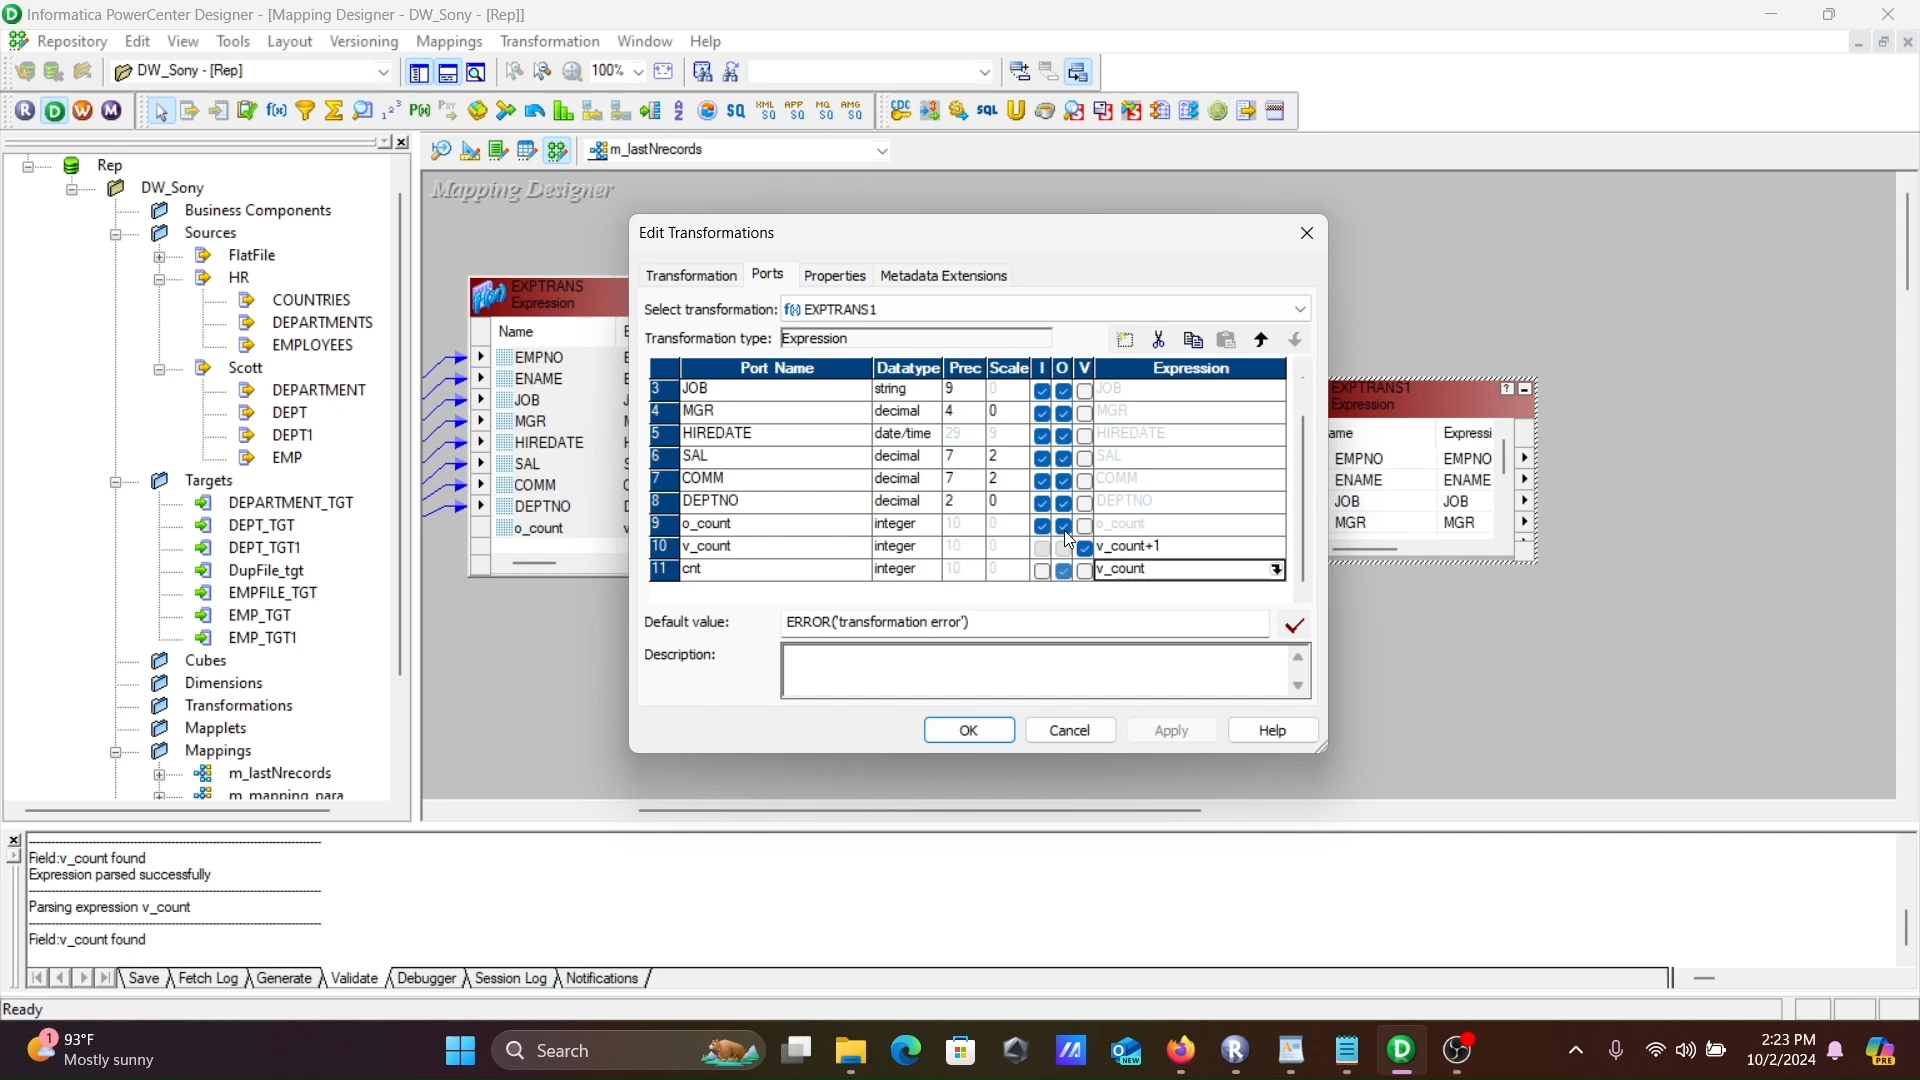 Informatica PowerCenter Designer - [Mapping Designer - DW_Sony - [Rep]]
Repository Edit View Tools Layout Versioning Mappings Transformation Window Help
DW_Sony - [Rep]
100%
m_lastNrecords
Rep
DW_Sony
Business Components
Sources
FlatFile
HR
COUNTRIES
DEPARTMENTS
EMPLOYEES
Scott
DEPARTMENT
DEPT
DEPT1
EMP
Targets
DEPARTMENT_TGT
DEPT_TGT
DEPT_TGT1
DupFile_tgt
EMPFILE_TGT
EMP_TGT
EMP_TGT1
Cubes
Dimensions
Transformations
Mapplets
Mappings
m_lastNrecords
m_mapping_para
Mapping Designer
EXPTRANS
Expression
Name
EMPNO
ENAME
JOB
MGR
HIREDATE
SAL
COMM
DEPTNO
o_count
Edit Transformations
Transformation Ports Properties Metadata Extensions
Select transformation: f(x) EXPTRANS1
Transformation type: Expression
Port Name Datatype Prec Scale I O V Expression
3 JOB string 9 0 JOB
4 MGR decimal 4 0 MGR
5 HIREDATE date/time 29 9 HIREDATE
6 SAL decimal 7 2 SAL
7 COMM decimal 7 2 COMM
8 DEPTNO decimal 2 0 DEPTNO
9 o_count integer 10 0 o_count
10 v_count integer 10 0 v_count+1
11 cnt integer 10 0 v_count
Default value: ERROR('transformation error')
Description:
OK Cancel Apply Help
EXPTRANS1
Expression
ame Expressi
EMPNO EMPNO
ENAME ENAME
JOB JOB
MGR MGR
Field:v_count found
Expression parsed successfully
Parsing expression v_count
Field:v_count found
Save Fetch Log Generate Validate Debugger Session Log Notifications
Ready
1 93°F
Mostly sunny
Search
2:23 PM
10/2/2024